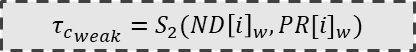 τ_{c_{weak}} = S_2(ND[i]_w, PR[i]_w)